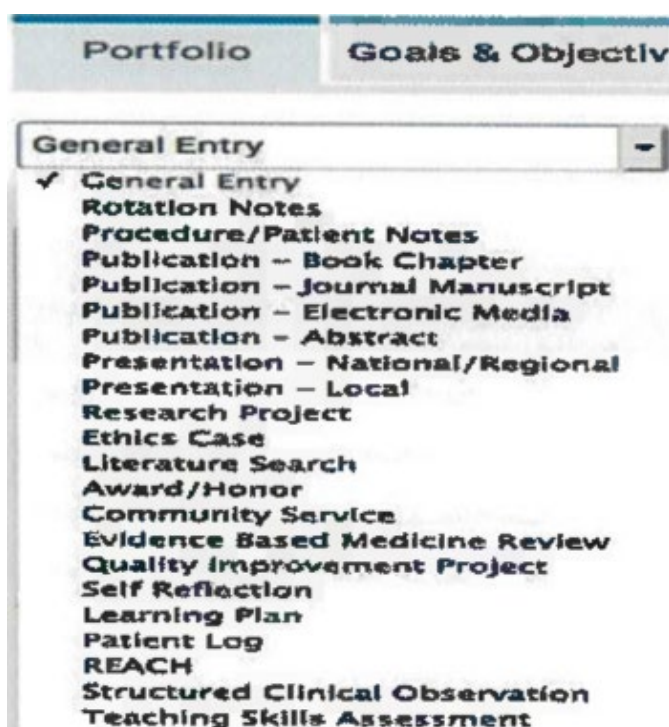 Portfolio
Goals & Objectiv
General Entry
✓ General Entry
Rotation Notes
Procedure/Patient Notes
Publication – Book Chapter
Publication – Journal Manuscript
Publication – Electronic Media
Publication – Abstract
Presentation – National/Regional
Presentation – Local
Research Project
Ethics Case
Literature Search
Award/Honor
Community Service
Evidence Based Medicine Review
Quality Improvement Project
Self Reflection
Learning Plan
Patient Log
REACH
Structured Clinical Observation
Teaching Skills Assessment